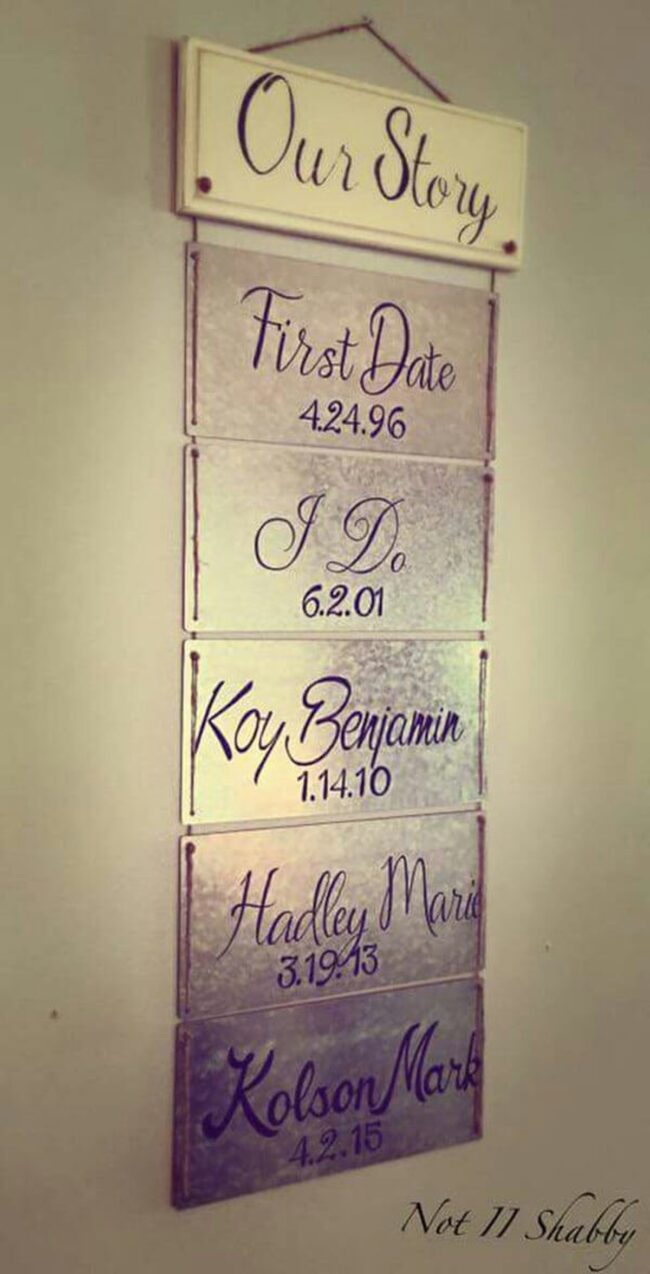 Our Story
First Date
4.24.96
I Do
6.2.01
Koy Benjamin
1.14.10
Hadley Marie
3.19.13
Kolson Mark
4.2.15
Not II Shabby